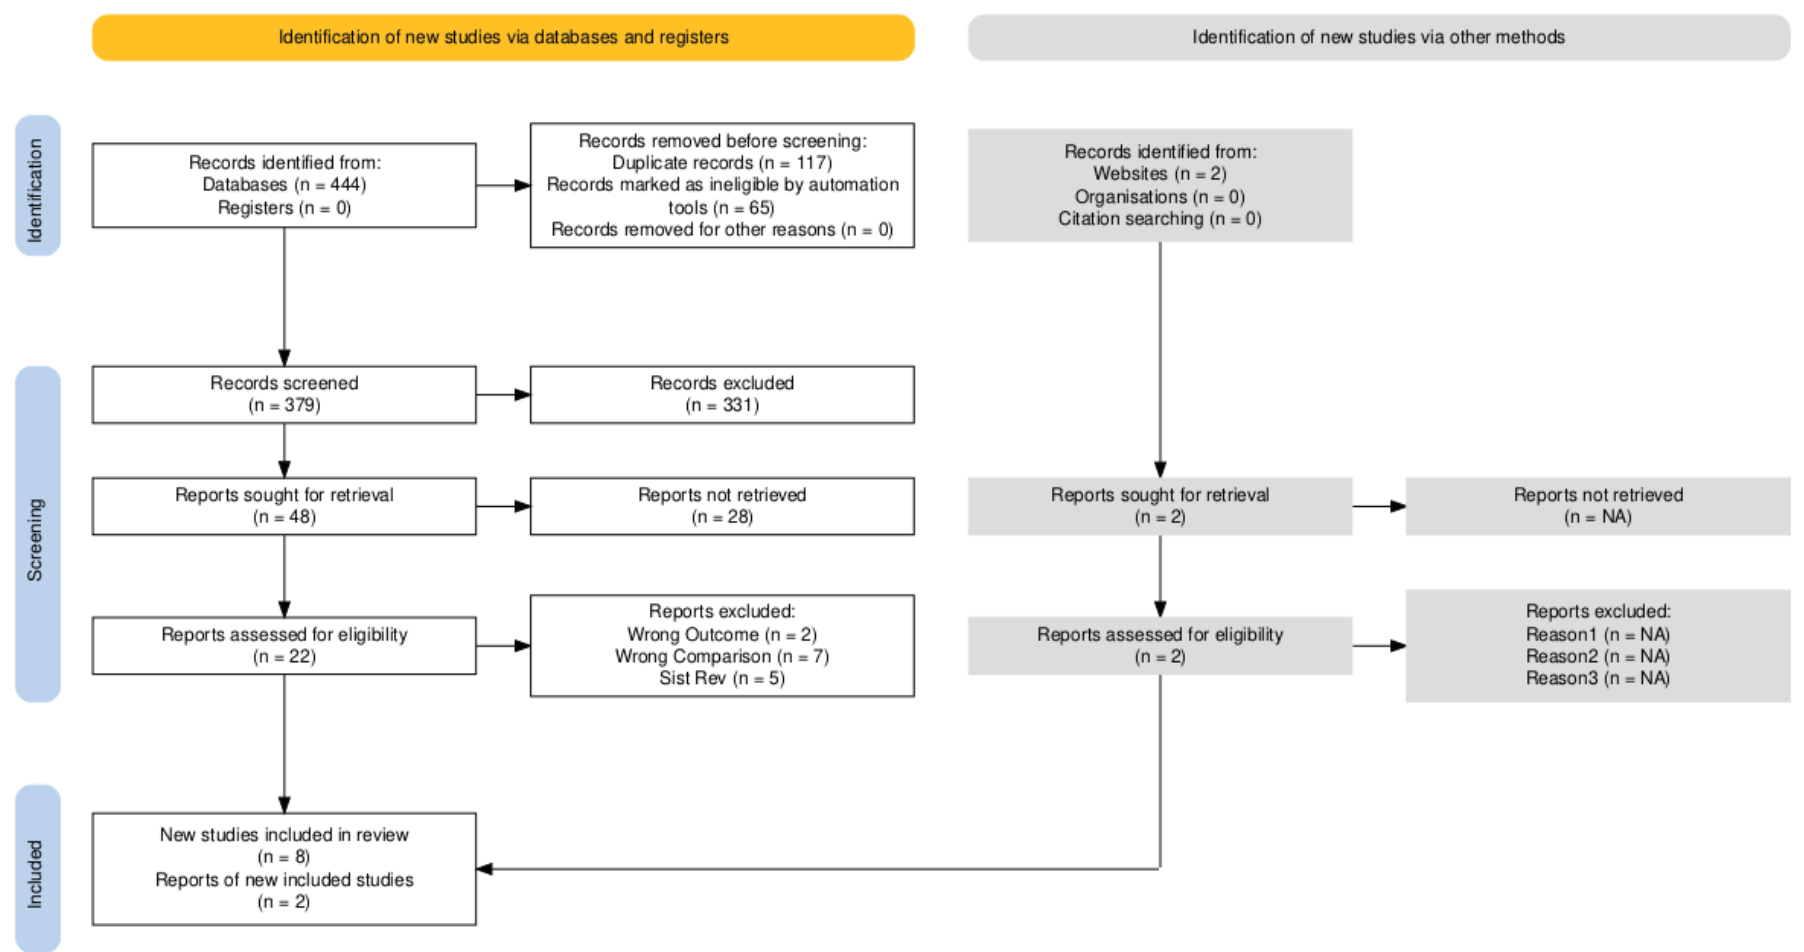 Identification of new studies via databases and registers
Identification of new studies via other methods
Identification
Records identified from:
Databases (n = 444)
Registers (n = 0)
Records removed before screening:
Duplicate records (n = 117)
Records marked as ineligible by automation
tools (n = 65)
Records removed for other reasons (n = 0)
Records identified from:
Websites (n = 2)
Organisations (n = 0)
Citation searching (n = 0)
Screening
Records screened
(n = 379)
Records excluded
(n = 331)
Reports sought for retrieval
(n = 48)
Reports not retrieved
(n = 28)
Reports sought for retrieval
(n = 2)
Reports not retrieved
(n = NA)
Reports assessed for eligibility
(n = 22)
Reports excluded:
Wrong Outcome (n = 2)
Wrong Comparison (n = 7)
Sist Rev (n = 5)
Reports assessed for eligibility
(n = 2)
Reports excluded:
Reason1 (n = NA)
Reason2 (n = NA)
Reason3 (n = NA)
Included
New studies included in review
(n = 8)
Reports of new included studies
(n = 2)